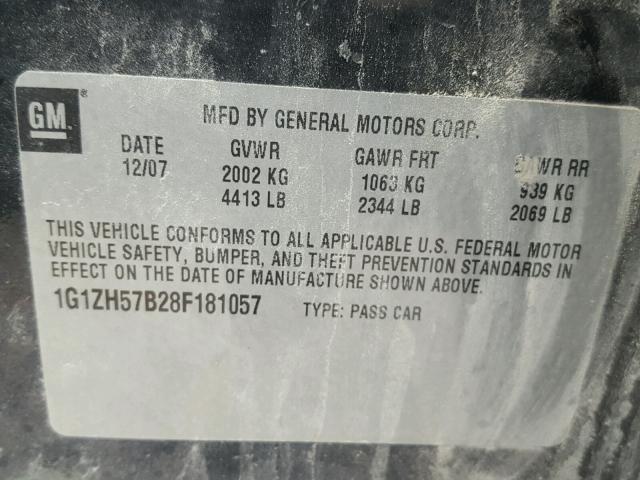 GM ®
MFD BY GENERAL MOTORS CORP.
DATE GVWR GAWR FRT GAWR RR
12/07 2002 KG 1063 KG 939 KG
4413 LB 2344 LB 2069 LB
THIS VEHICLE CONFORMS TO ALL APPLICABLE U.S. FEDERAL MOTOR
VEHICLE SAFETY, BUMPER, AND THEFT PREVENTION STANDARDS IN
EFFECT ON THE DATE OF MANUFACTURE SHOWN ABOVE.
1G1ZH57B28F181057 TYPE: PASS CAR